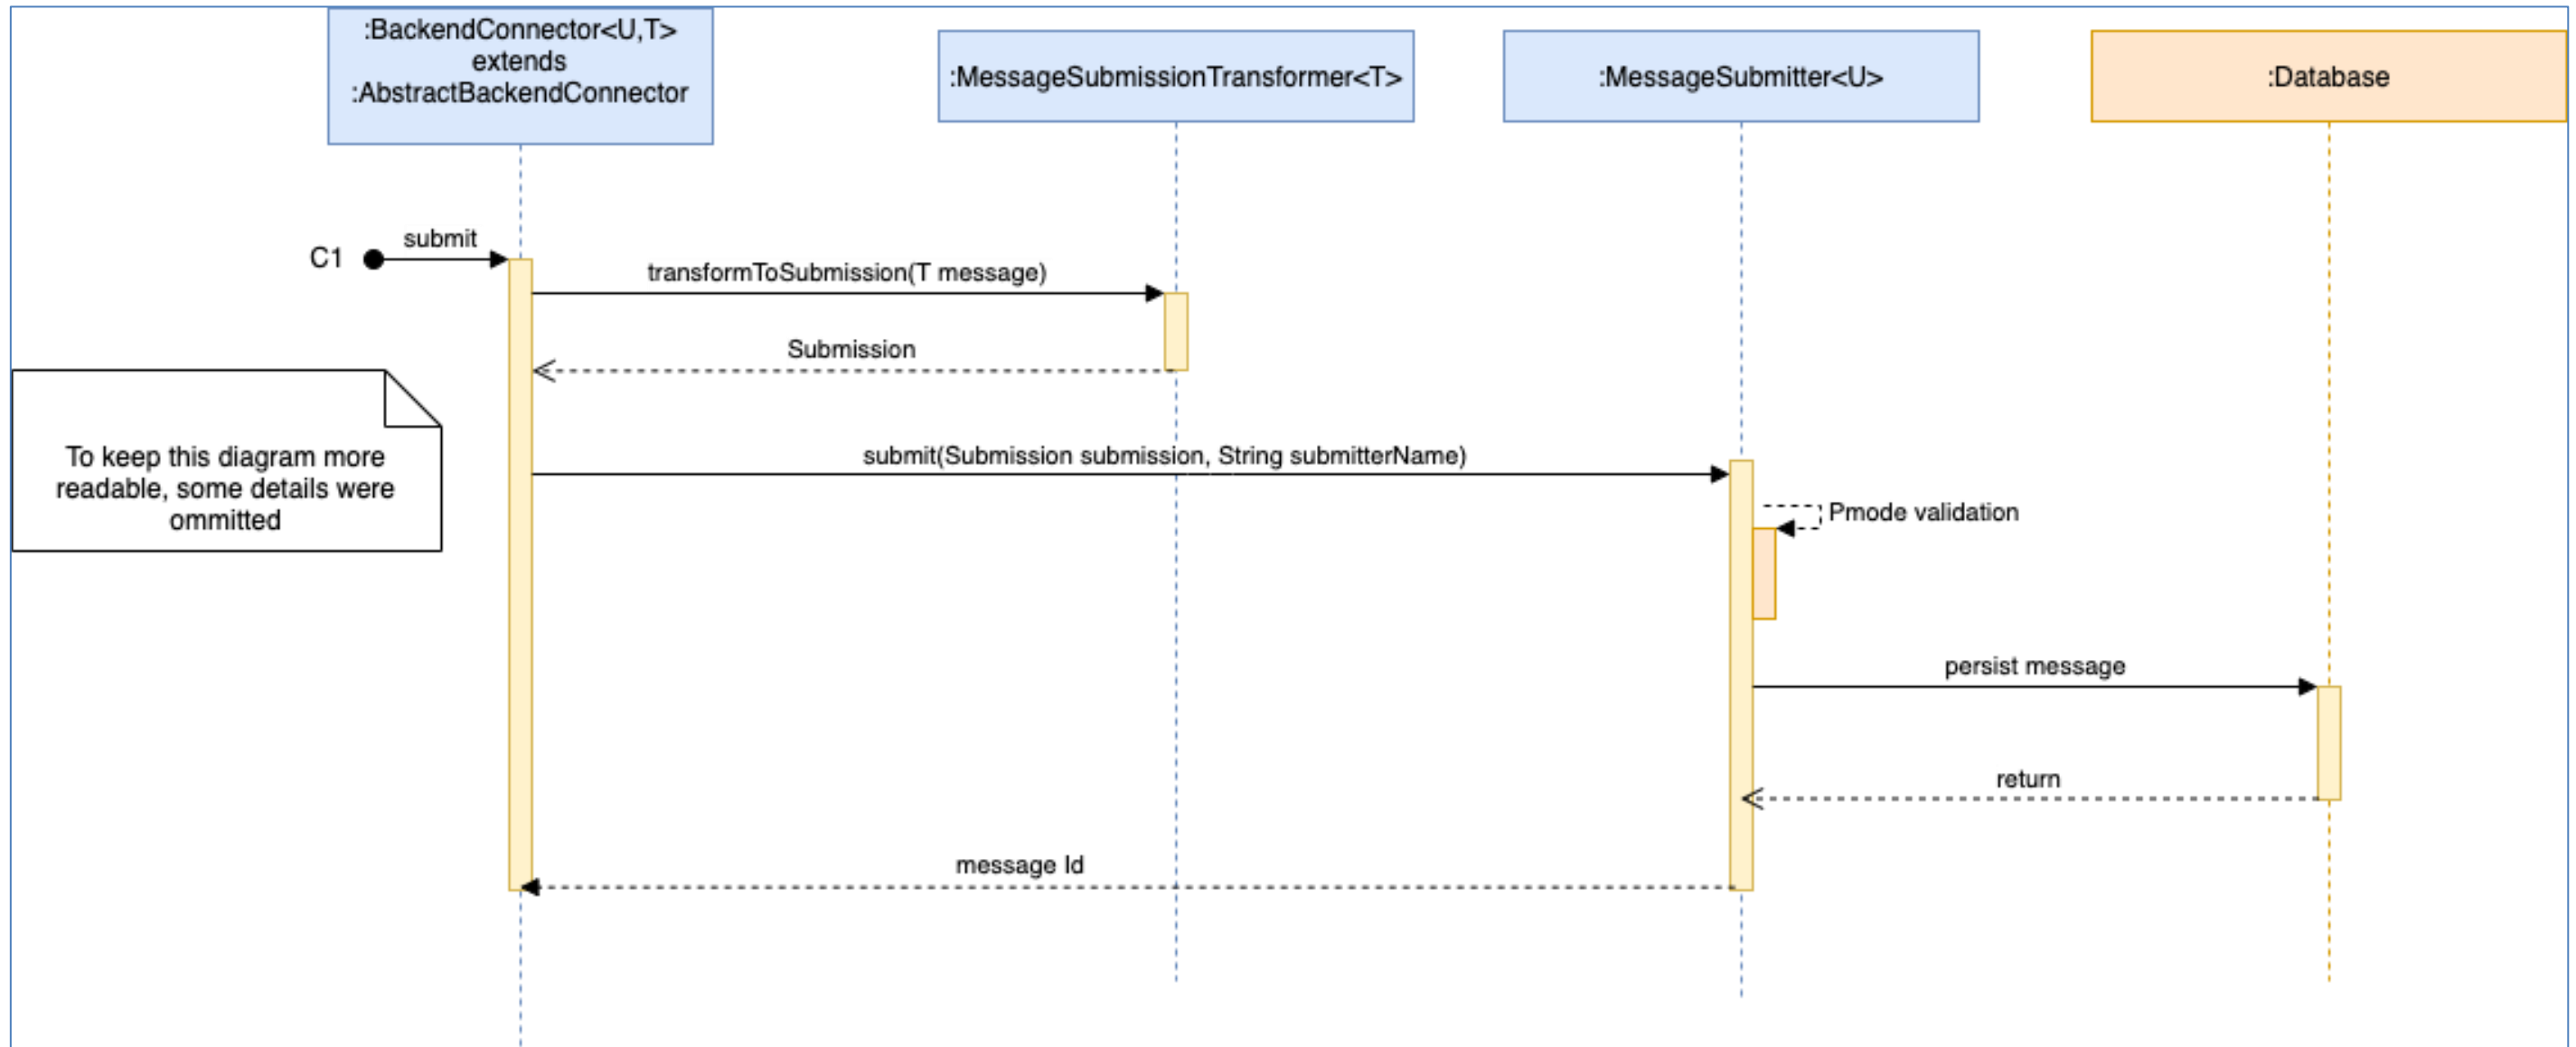 :BackendConnector<U,T>
extends
:AbstractBackendConnector
:MessageSubmissionTransformer<T>
:MessageSubmitter<U>
:Database
C1
submit
transformToSubmission(T message)
Submission
To keep this diagram more
readable, some details were
ommitted
submit(Submission submission, String submitterName)
Pmode validation
persist message
return
message Id